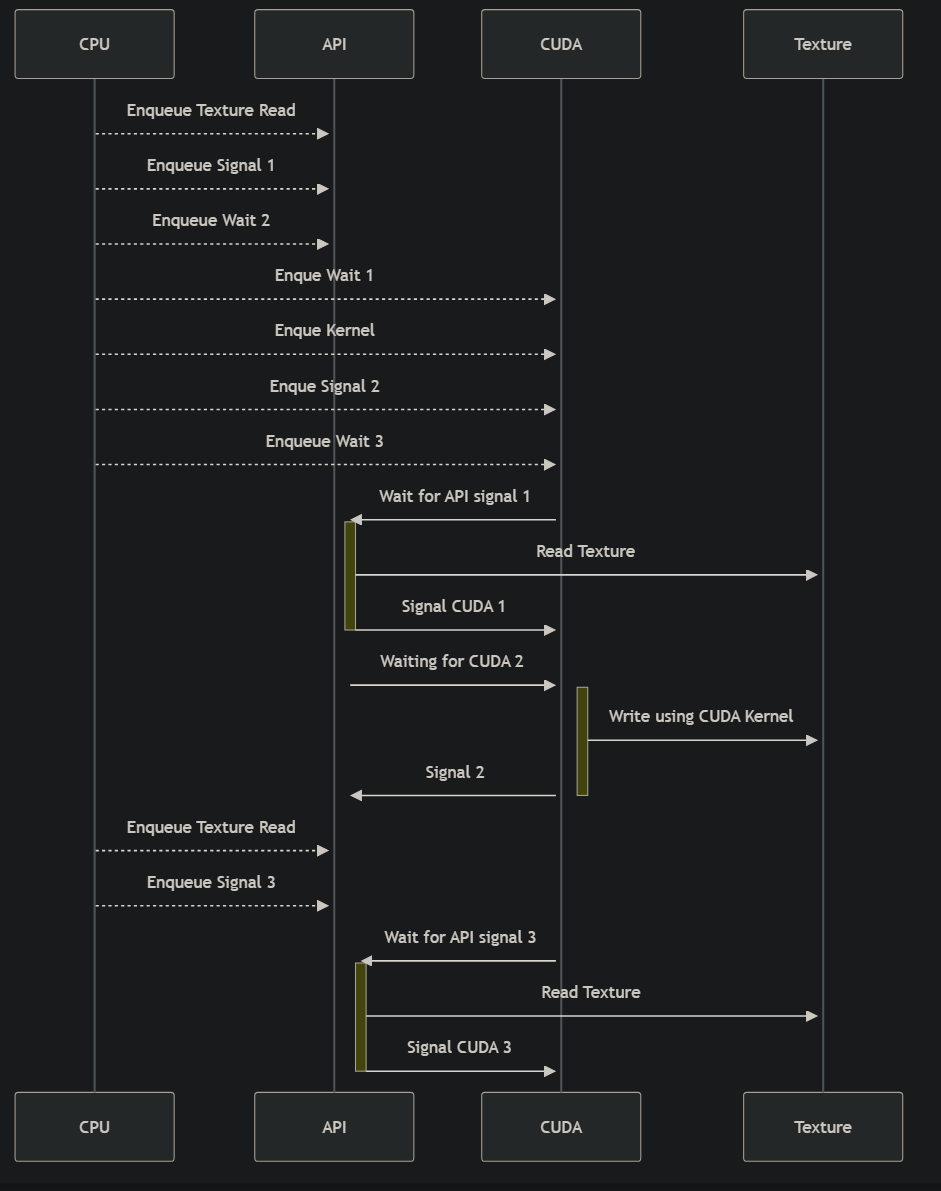 CPU
API
CUDA
Texture
Enqueue Texture Read
Enqueue Signal 1
Enqueue Wait 2
Enque Wait 1
Enque Kernel
Enque Signal 2
Enqueue Wait 3
Wait for API signal 1
Read Texture
Signal CUDA 1
Waiting for CUDA 2
Write using CUDA Kernel
Signal 2
Enqueue Texture Read
Enqueue Signal 3
Wait for API signal 3
Read Texture
Signal CUDA 3
CPU
API
CUDA
Texture